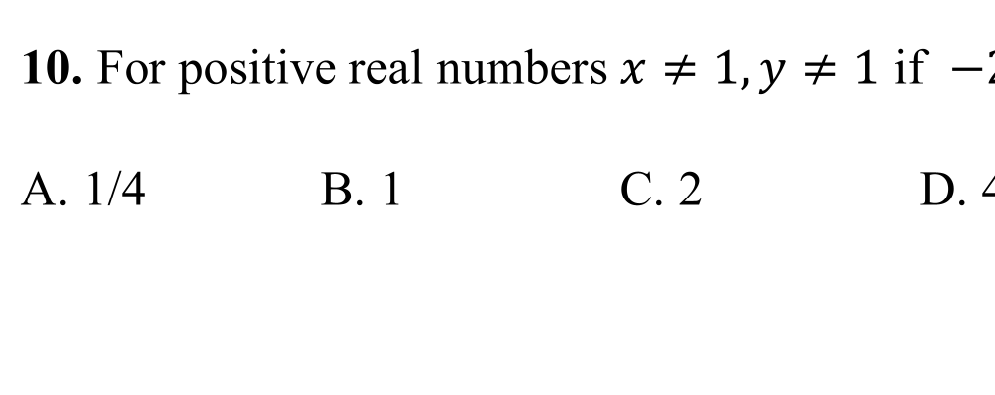 10. For positive real numbers x ≠ 1, y ≠ 1 if −
A. 1/4 B. 1 C. 2 D.